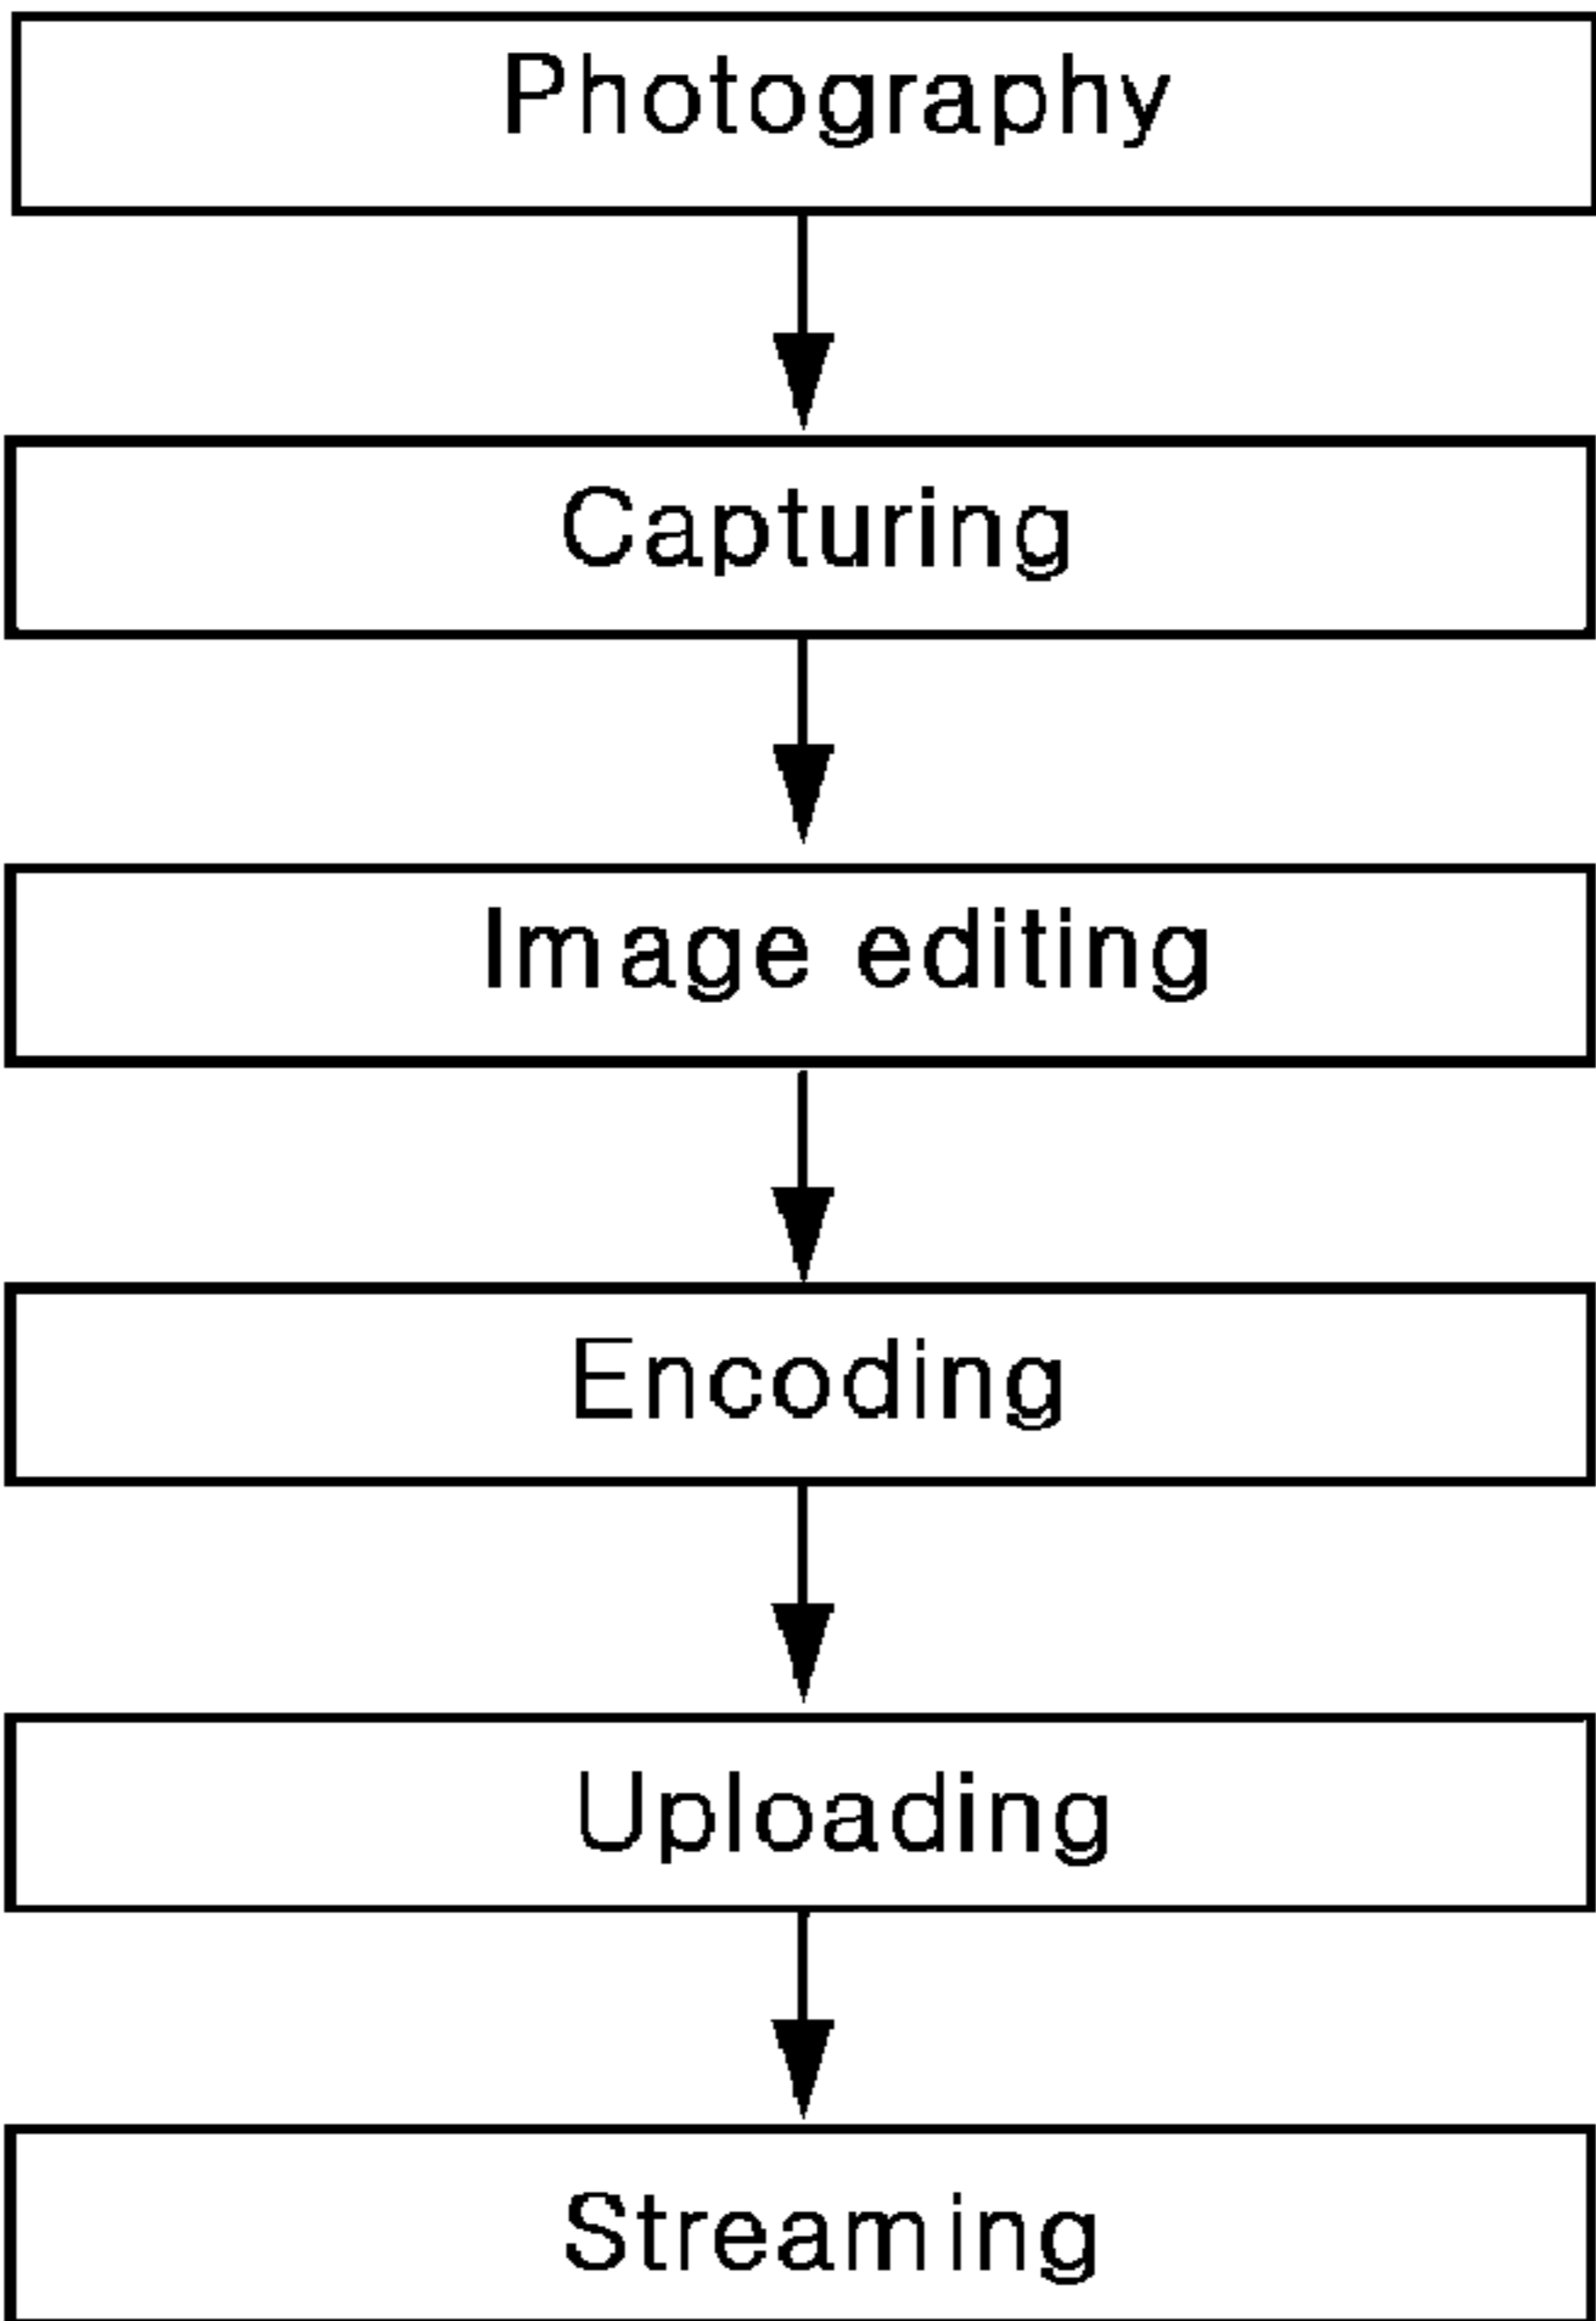 Photography
Capturing
Image editing
Encoding
Uploading
Streaming